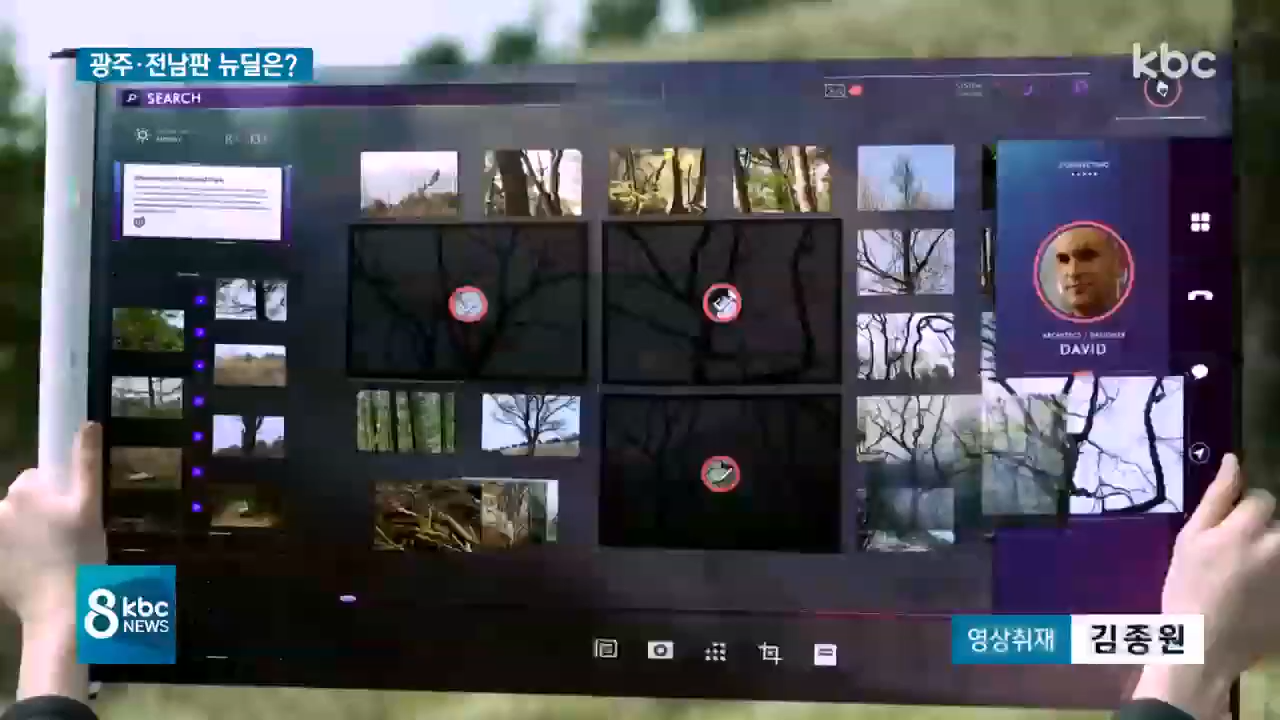 광주·전남판 뉴딜은?
kbc
SEARCH
CONNECTING
ARCHITECT / DESIGNER
DAVID
8 kbc NEWS
영상취재 김종원